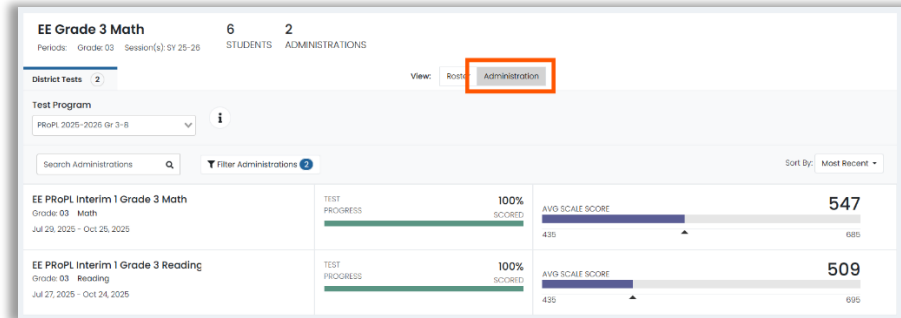 EE Grade 3 Math
6
2
Periods: Grade: 03 Session(s): SY 25-26
STUDENTS
ADMINISTRATIONS
District Tests 2
View:
Roster
Administration
Test Program
PRoPL 2025-2026 Gr 3-8
i
Search Administrations
Filter Administrations 2
Sort By: Most Recent
EE PRoPL Interim 1 Grade 3 Math
Grade: 03 Math
Jul 29, 2025 - Oct 25, 2025
TEST PROGRESS
100%
SCORED
AVG SCALE SCORE
547
435
685
EE PRoPL Interim 1 Grade 3 Reading
Grade: 03 Reading
Jul 27, 2025 - Oct 24, 2025
TEST PROGRESS
100%
SCORED
AVG SCALE SCORE
509
435
695